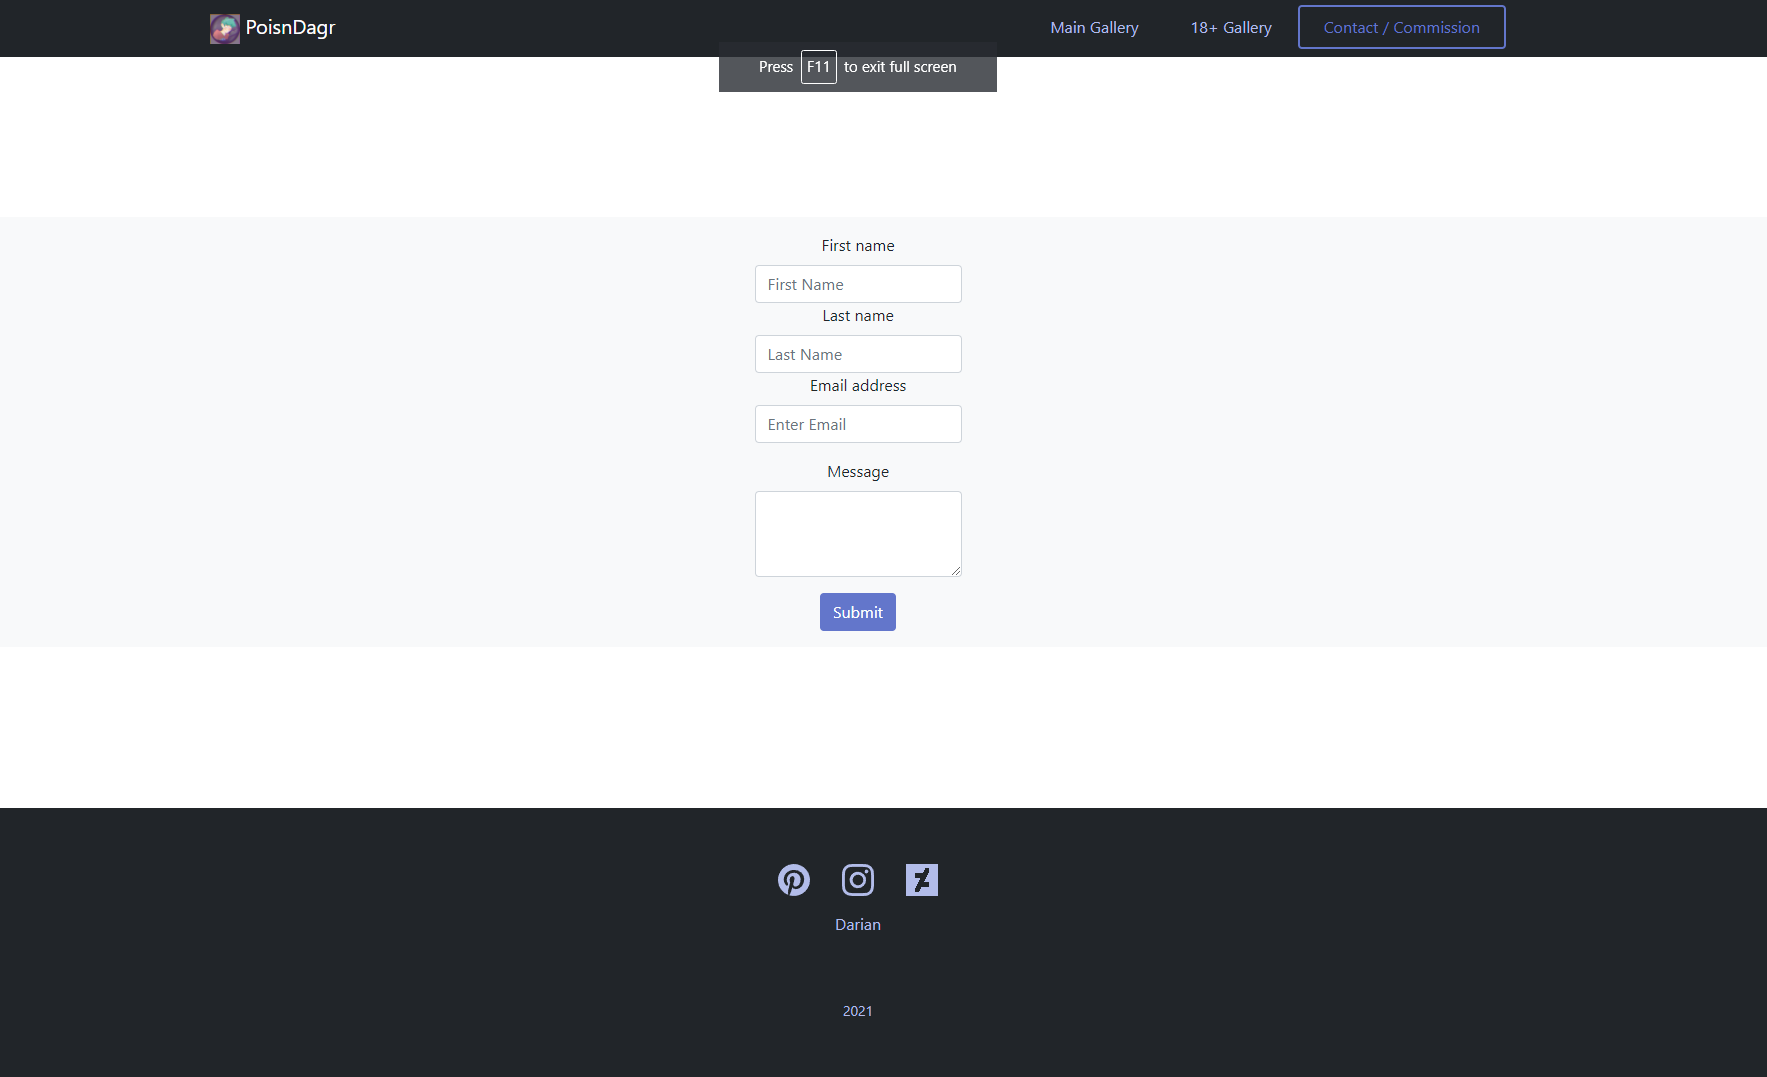 PoisnDagr
Main Gallery
18+ Gallery
Contact / Commission
Press F11 to exit full screen
First name
First Name
Last name
Last Name
Email address
Enter Email
Message
Submit
Darian
2021